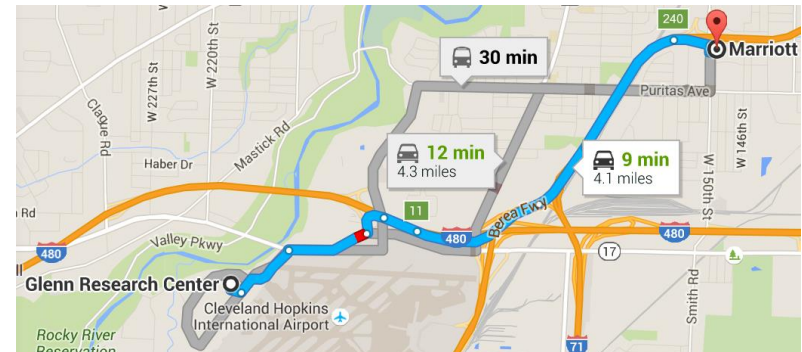 240
Marriott
W 220th St
W 227th St
Clague Rd
30 min
Puritas Ave
Mastick Rd
W 146th St
12 min
4.3 miles
9 min
4.1 miles
Haber Dr
W 150th St
11
Rd
Berea Fwy
480
Valley Pkwy
480
480
17
Glenn Research Center
Smith Rd
Cleveland Hopkins
International Airport
Rocky River
Reservation
71